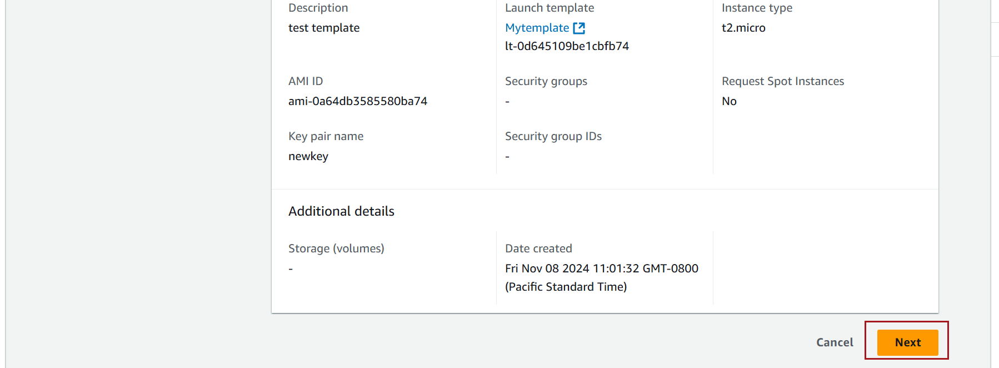 Description
test template
Launch template
Mytemplate
lt-0d645109be1cbfb74
Instance type
t2.micro
AMI ID
ami-0a64db3585580ba74
Security groups
-
Request Spot Instances
No
Key pair name
newkey
Security group IDs
-
Additional details
Storage (volumes)
-
Date created
Fri Nov 08 2024 11:01:32 GMT-0800
(Pacific Standard Time)
Cancel
Next